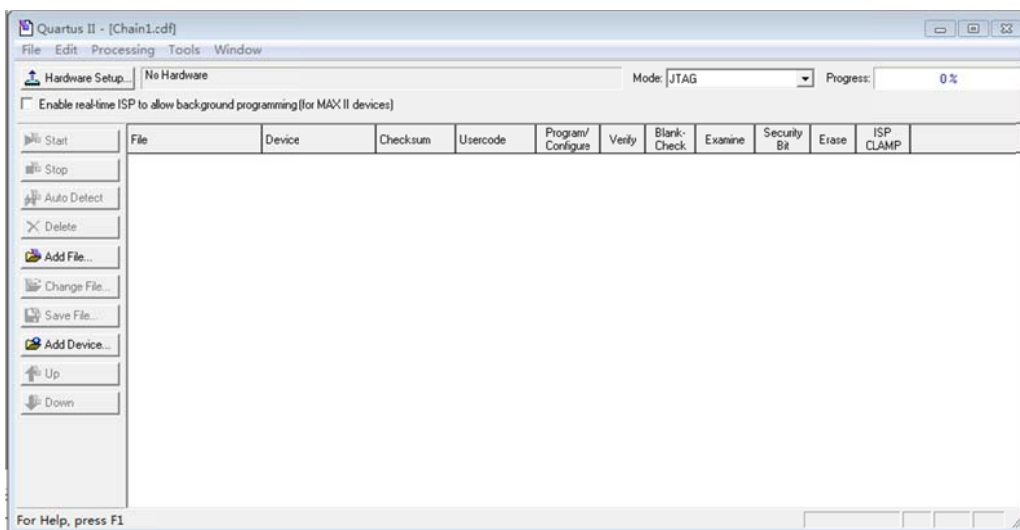 Quartus II - [Chain1.cdf]
File Edit Processing Tools Window
Hardware Setup... No Hardware Mode: JTAG Progress: 0 %
Enable real-time ISP to allow background programming (for MAX II devices)
Start File Device Checksum Usercode Program/ Configure Verify Blank- Check Examine Security Bit Erase ISP CLAMP
Stop
Auto Detect
Delete
Add File...
Change File...
Save File...
Add Device...
Up
Down
For Help, press F1